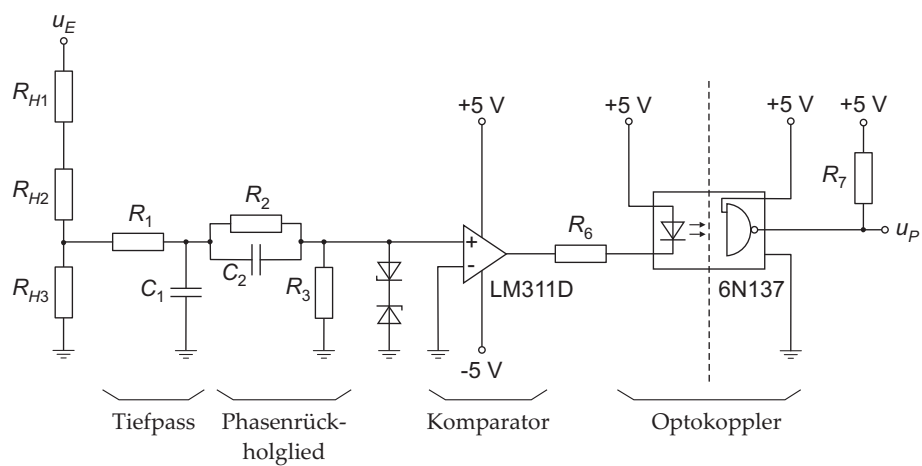 u_E
R_H1
R_H2
R_H3
R_1
C_1
R_2
C_2
R_3
+5 V
+
-
LM311D
-5 V
R_6
+5 V
+5 V
6N137
+5 V
R_7
u_P
Tiefpass
Phasenrück-
holglied
Komparator
Optokoppler